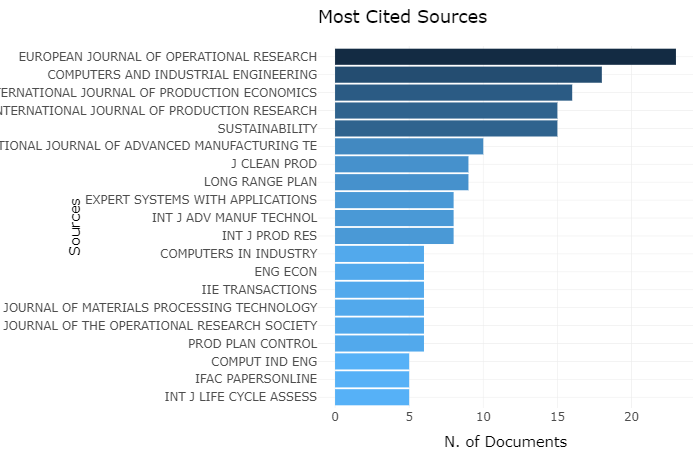 Most Cited Sources
EUROPEAN JOURNAL OF OPERATIONAL RESEARCH
COMPUTERS AND INDUSTRIAL ENGINEERING
TERNATIONAL JOURNAL OF PRODUCTION ECONOMICS
NTERNATIONAL JOURNAL OF PRODUCTION RESEARCH
SUSTAINABILITY
TIONAL JOURNAL OF ADVANCED MANUFACTURING TE
J CLEAN PROD
LONG RANGE PLAN
EXPERT SYSTEMS WITH APPLICATIONS
INT J ADV MANUF TECHNOL
INT J PROD RES
COMPUTERS IN INDUSTRY
ENG ECON
IIE TRANSACTIONS
JOURNAL OF MATERIALS PROCESSING TECHNOLOGY
JOURNAL OF THE OPERATIONAL RESEARCH SOCIETY
PROD PLAN CONTROL
COMPUT IND ENG
IFAC PAPERSONLINE
INT J LIFE CYCLE ASSESS
Sources
0 5 10 15 20
N. of Documents